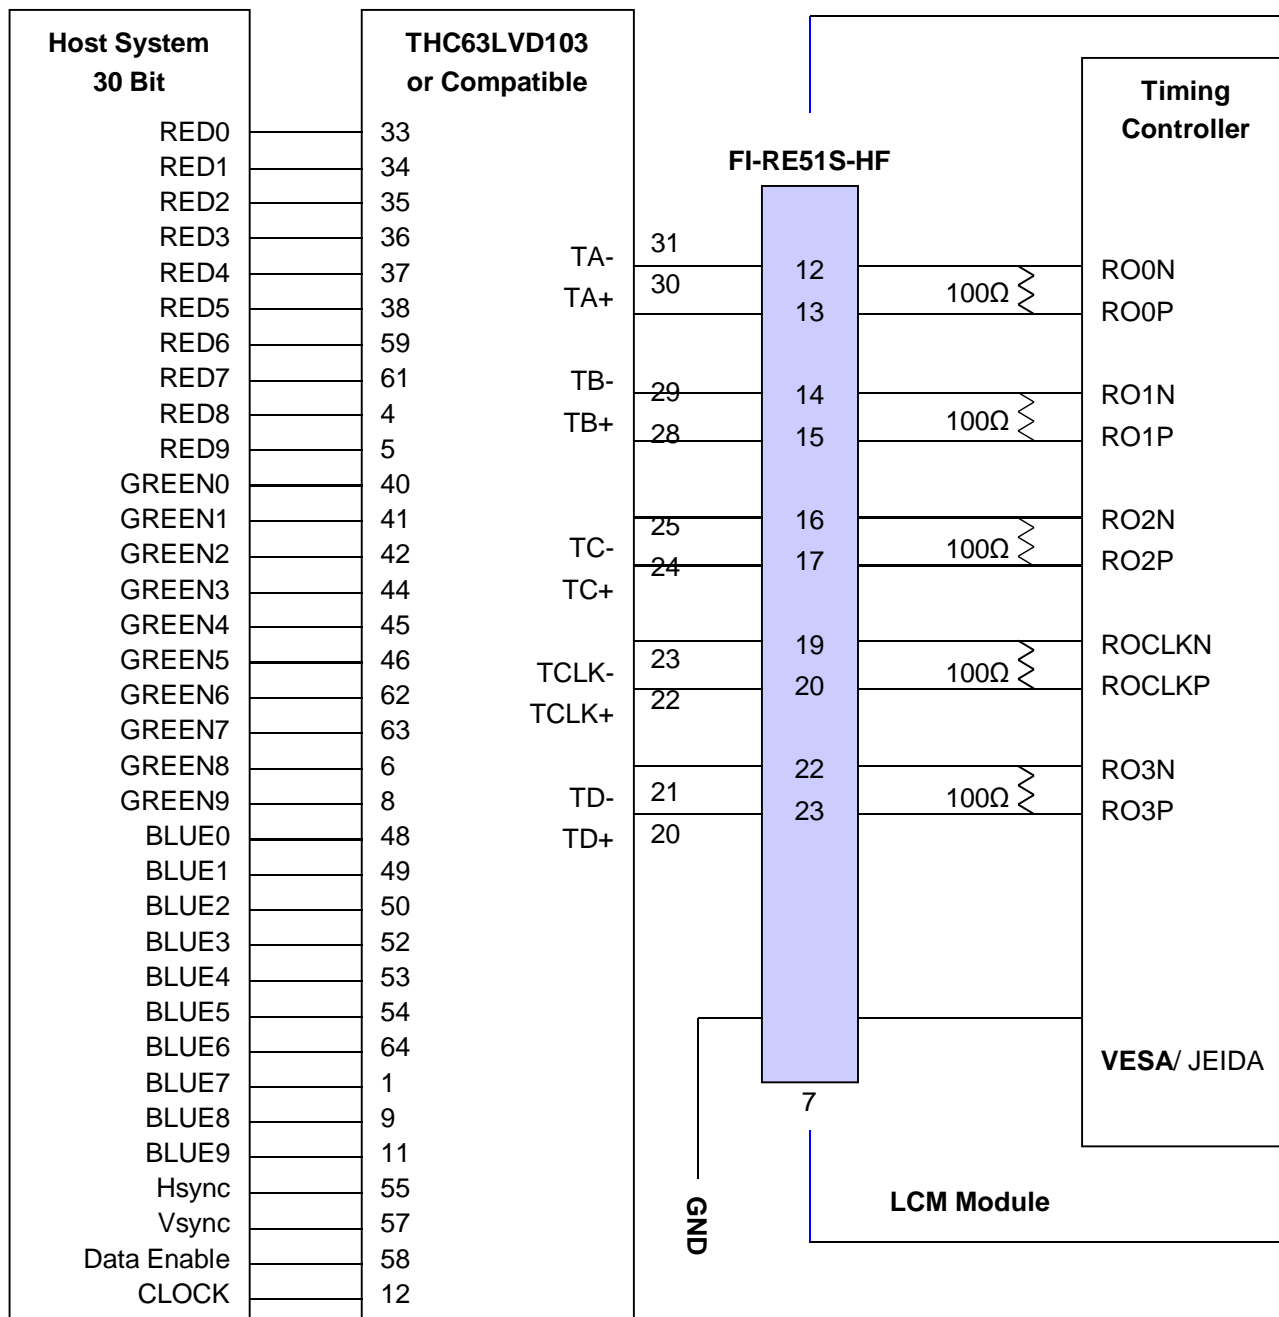 Host System
30 Bit
RED0
RED1
RED2
RED3
RED4
RED5
RED6
RED7
RED8
RED9
GREEN0
GREEN1
GREEN2
GREEN3
GREEN4
GREEN5
GREEN6
GREEN7
GREEN8
GREEN9
BLUE0
BLUE1
BLUE2
BLUE3
BLUE4
BLUE5
BLUE6
BLUE7
BLUE8
BLUE9
Hsync
Vsync
Data Enable
CLOCK
THC63LVD103
or Compatible
33
34
35
36
37
38
59
61
4
5
40
41
42
44
45
46
62
63
6
8
48
49
50
52
53
54
64
1
9
11
55
57
58
12
TA-
TA+
TB-
TB+
TC-
TC+
TCLK-
TCLK+
TD-
TD+
31
30
29
28
25
24
23
22
21
20
FI-RE51S-HF
12
13
14
15
16
17
19
20
22
23
7
GND
100Ω
100Ω
100Ω
100Ω
100Ω
Timing
Controller
RO0N
RO0P
RO1N
RO1P
RO2N
RO2P
ROCLKN
ROCLKP
RO3N
RO3P
VESA/ JEIDA
LCM Module